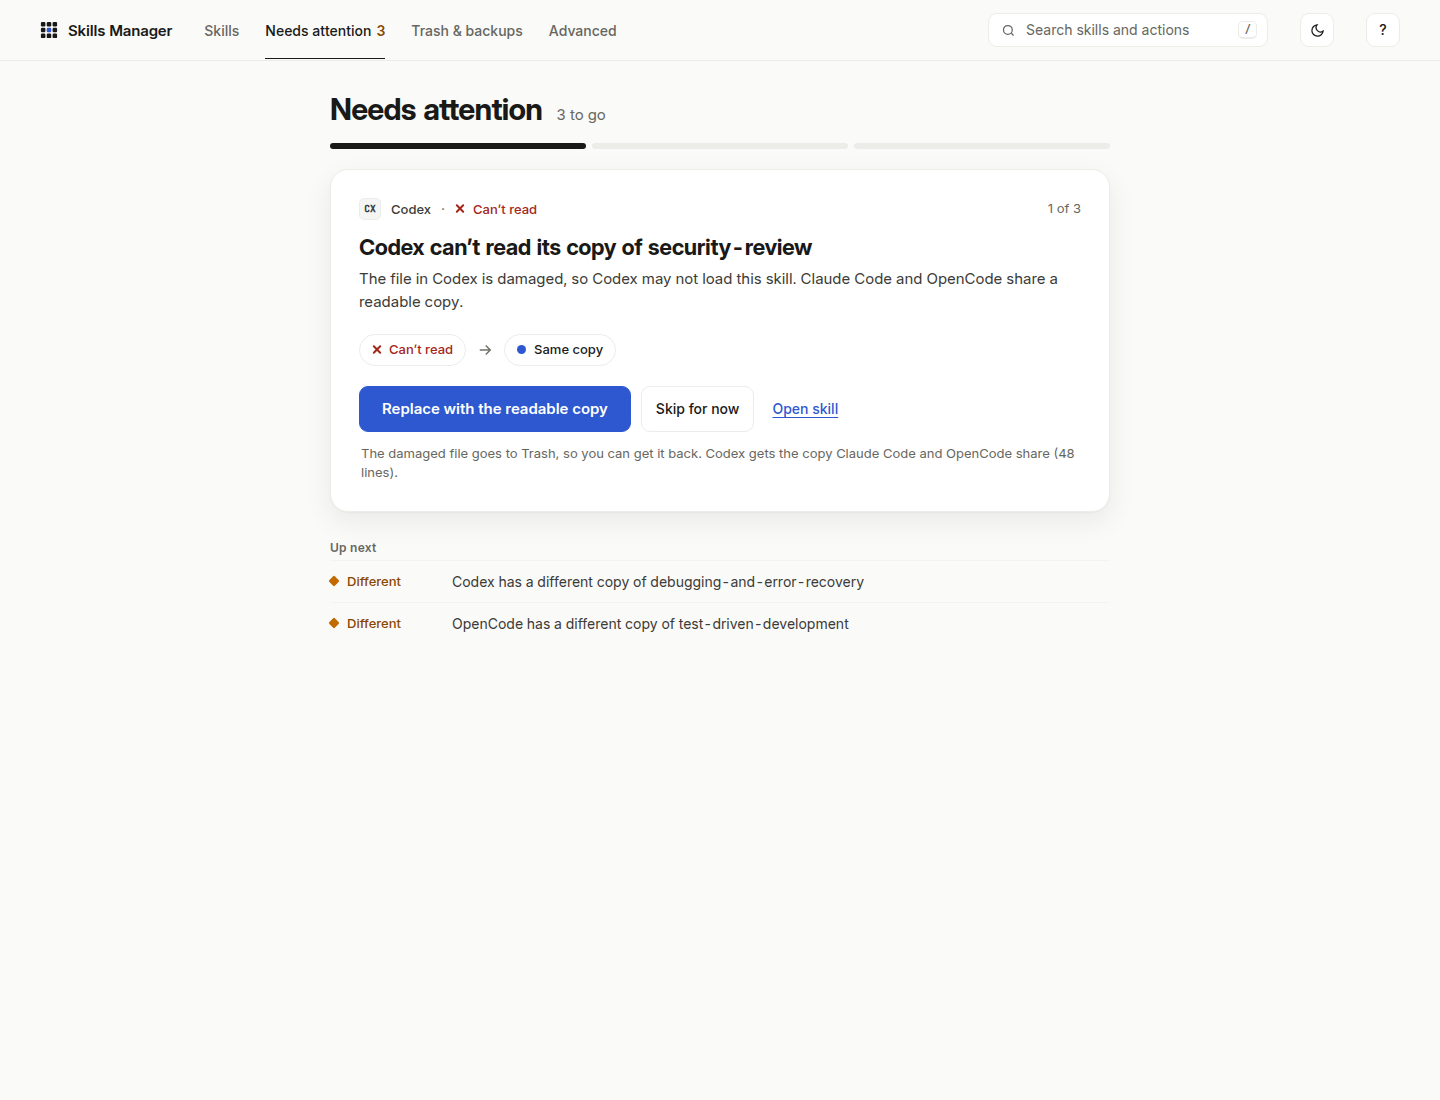 Skills Manager
Skills
Needs attention 3
Trash & backups
Advanced
Search skills and actions
/
?
Needs attention
3 to go
CX
Codex · Can’t read
1 of 3
Codex can’t read its copy of security-review
The file in Codex is damaged, so Codex may not load this skill. Claude Code and OpenCode share a
readable copy.
Can’t read → Same copy
Replace with the readable copy
Skip for now
Open skill
The damaged file goes to Trash, so you can get it back. Codex gets the copy Claude Code and OpenCode share (48
lines).
Up next
Different
Codex has a different copy of debugging-and-error-recovery
Different
OpenCode has a different copy of test-driven-development